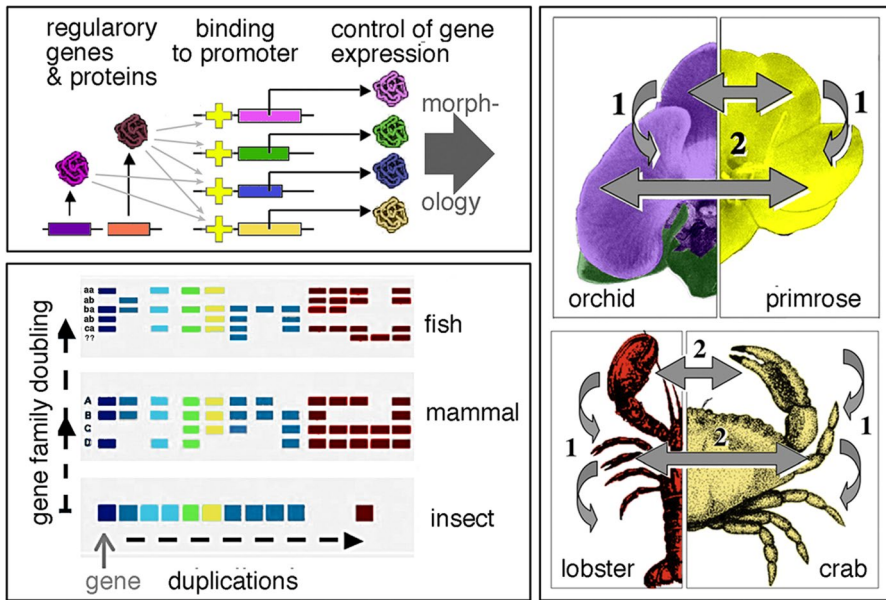 regularory
genes
& proteins
binding
to promoter
control of gene
expression
morph-
ology
gene family doubling
aa
ab
ba
ab
ca
??
fish
A
B
C
D
mammal
insect
gene
duplications
1
2
1
orchid
primrose
2
1
2
1
lobster
crab